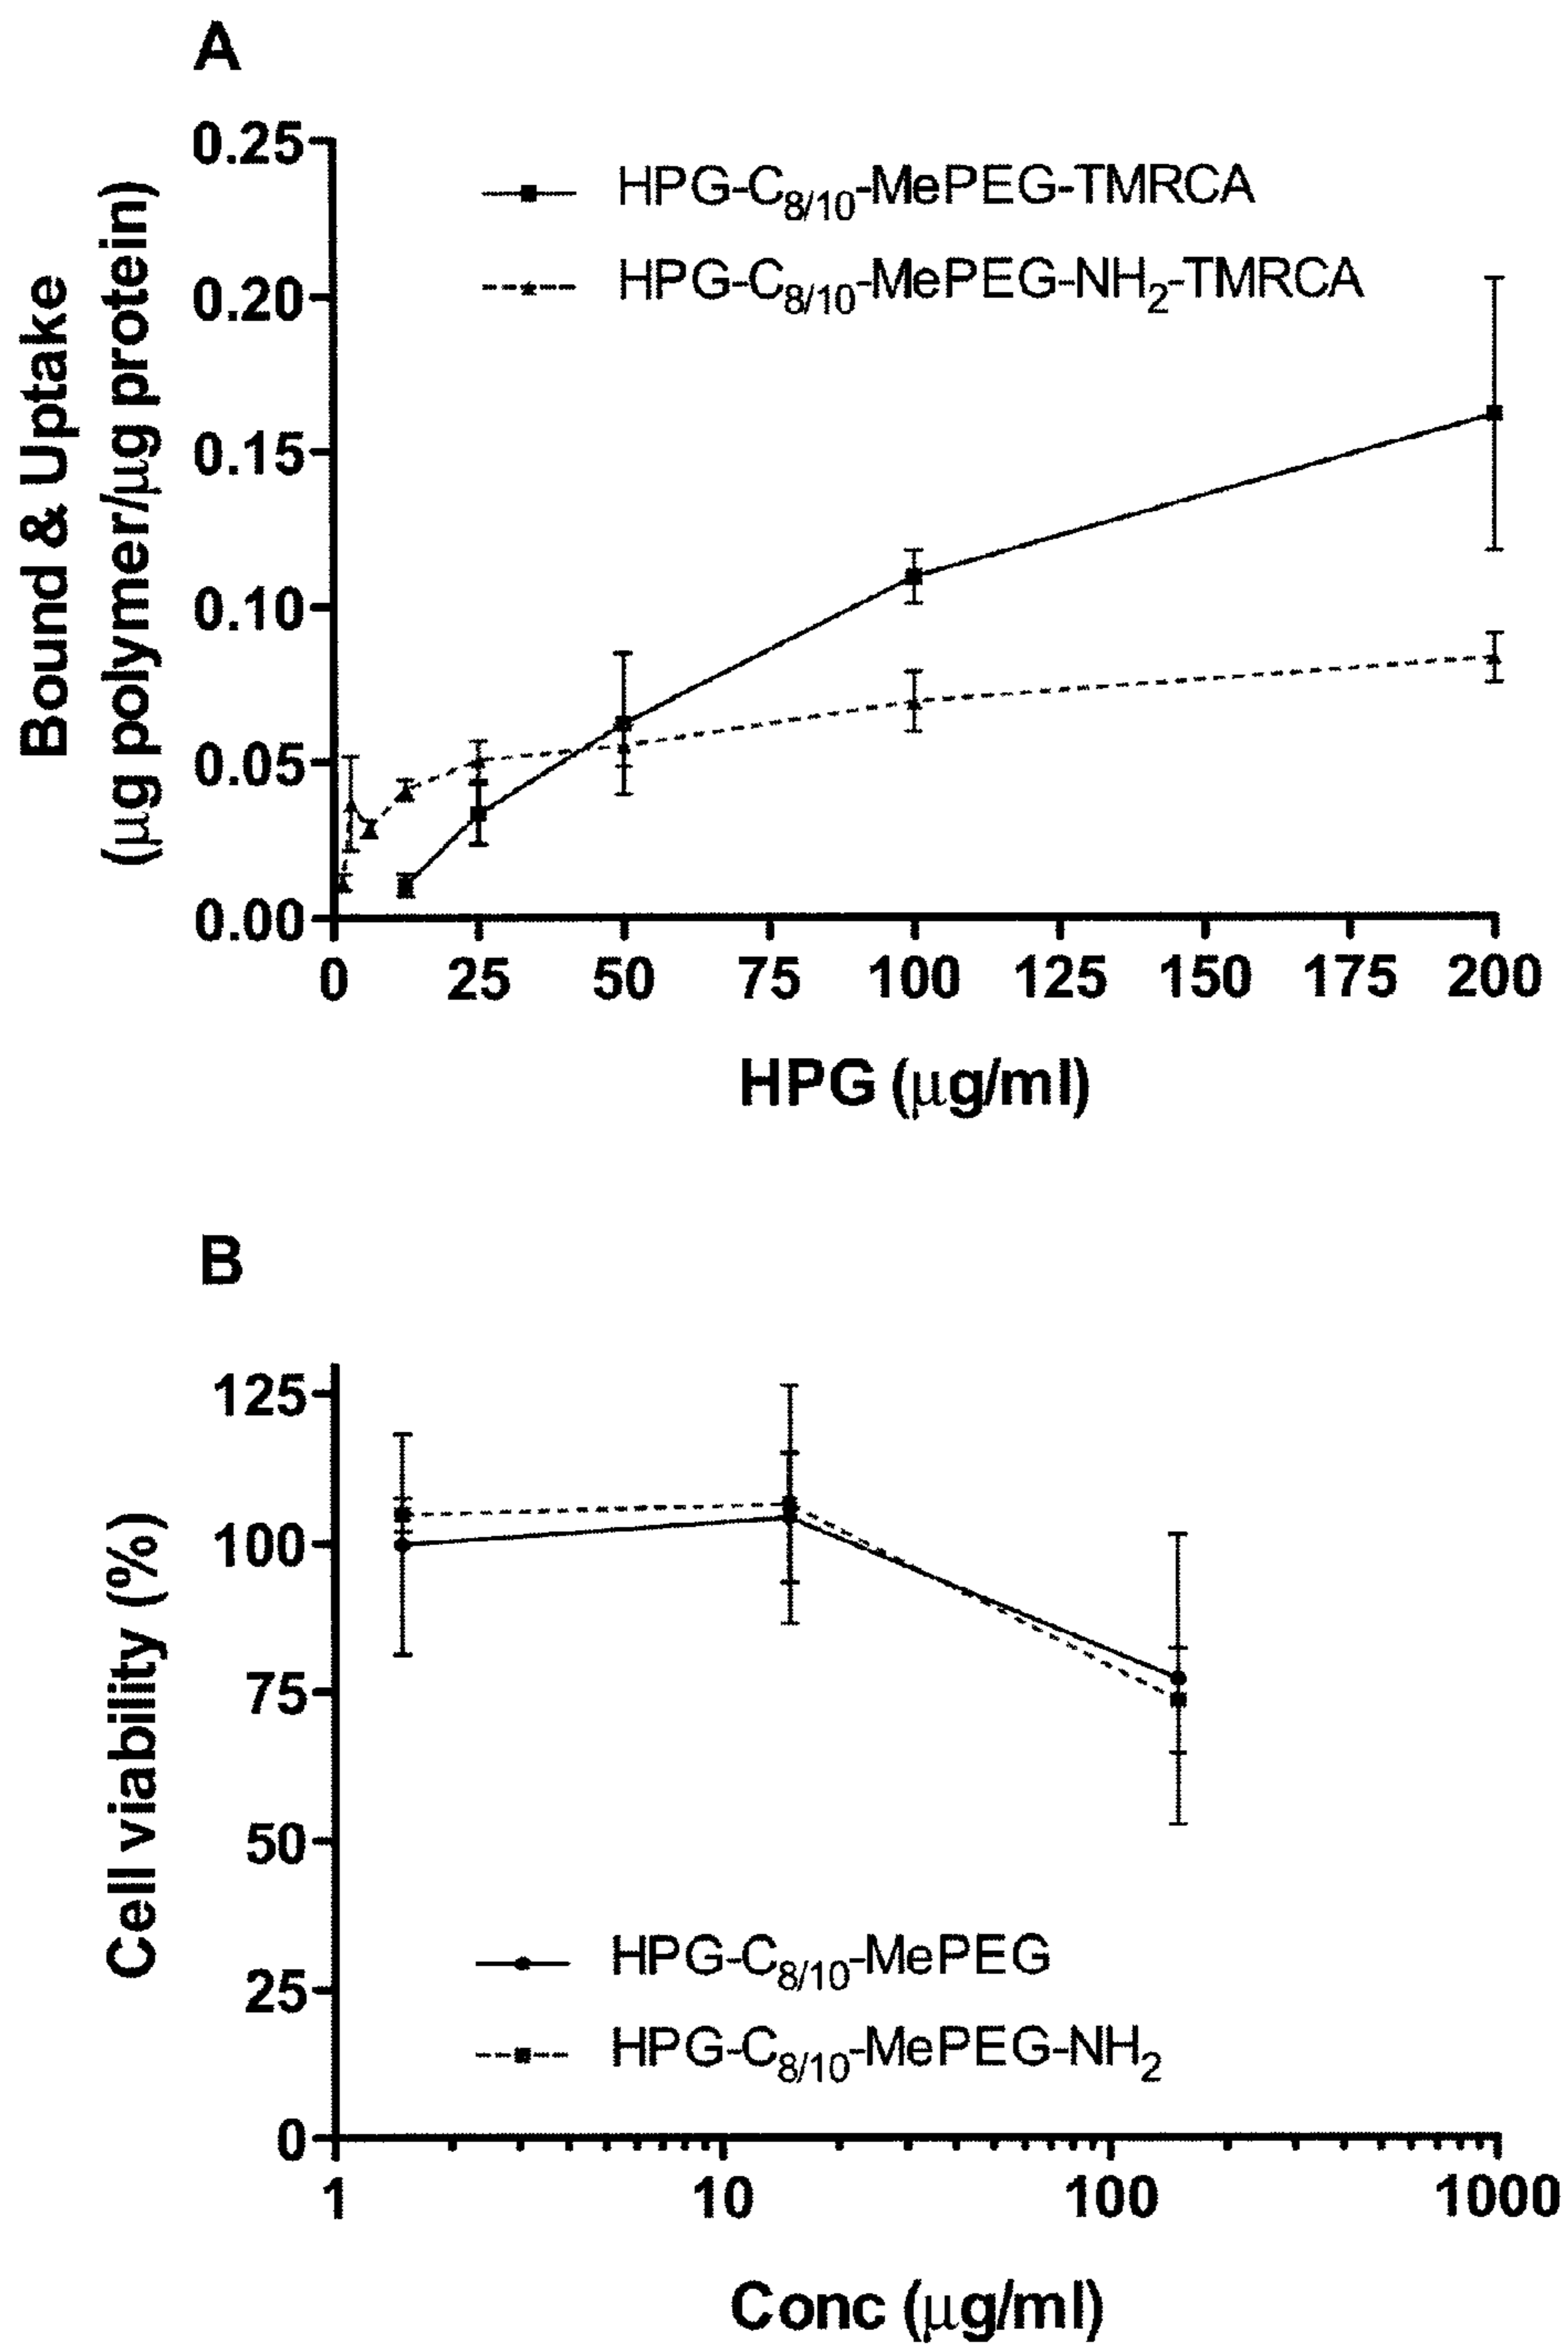 A
0.25
0.20
0.15
0.10
0.05
0.00
Bound & Uptake
(μg polymer/μg protein)
HPG-C8/10-MePEG-TMRCA
HPG-C8/10-MePEG-NH2-TMRCA
0 25 50 75 100 125 150 175 200
HPG (μg/ml)
B
125
100
75
50
25
0
Cell viability (%)
HPG-C8/10-MePEG
HPG-C8/10-MePEG-NH2
1 10 100 1000
Conc (μg/ml)